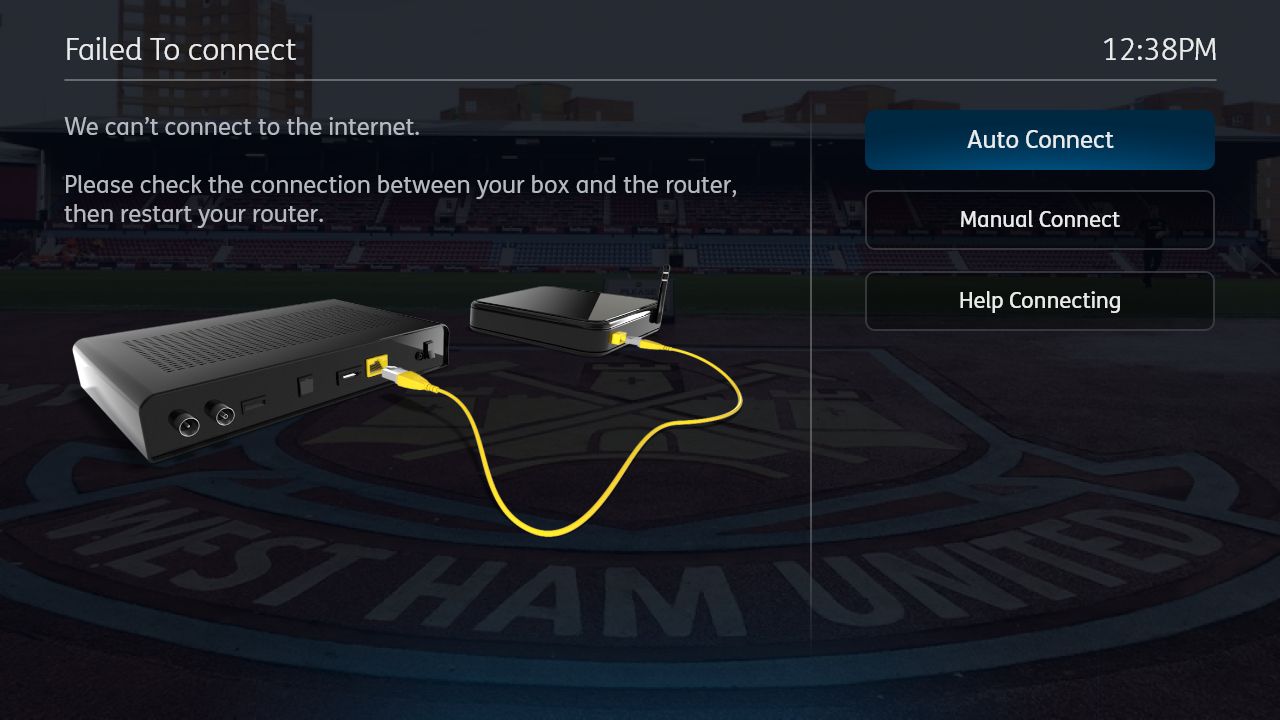 Failed To connect
12:38PM
We can't connect to the internet.
Please check the connection between your box and the router,
then restart your router.
Auto Connect
Manual Connect
Help Connecting
PLEASE
WEST HAM UNITED